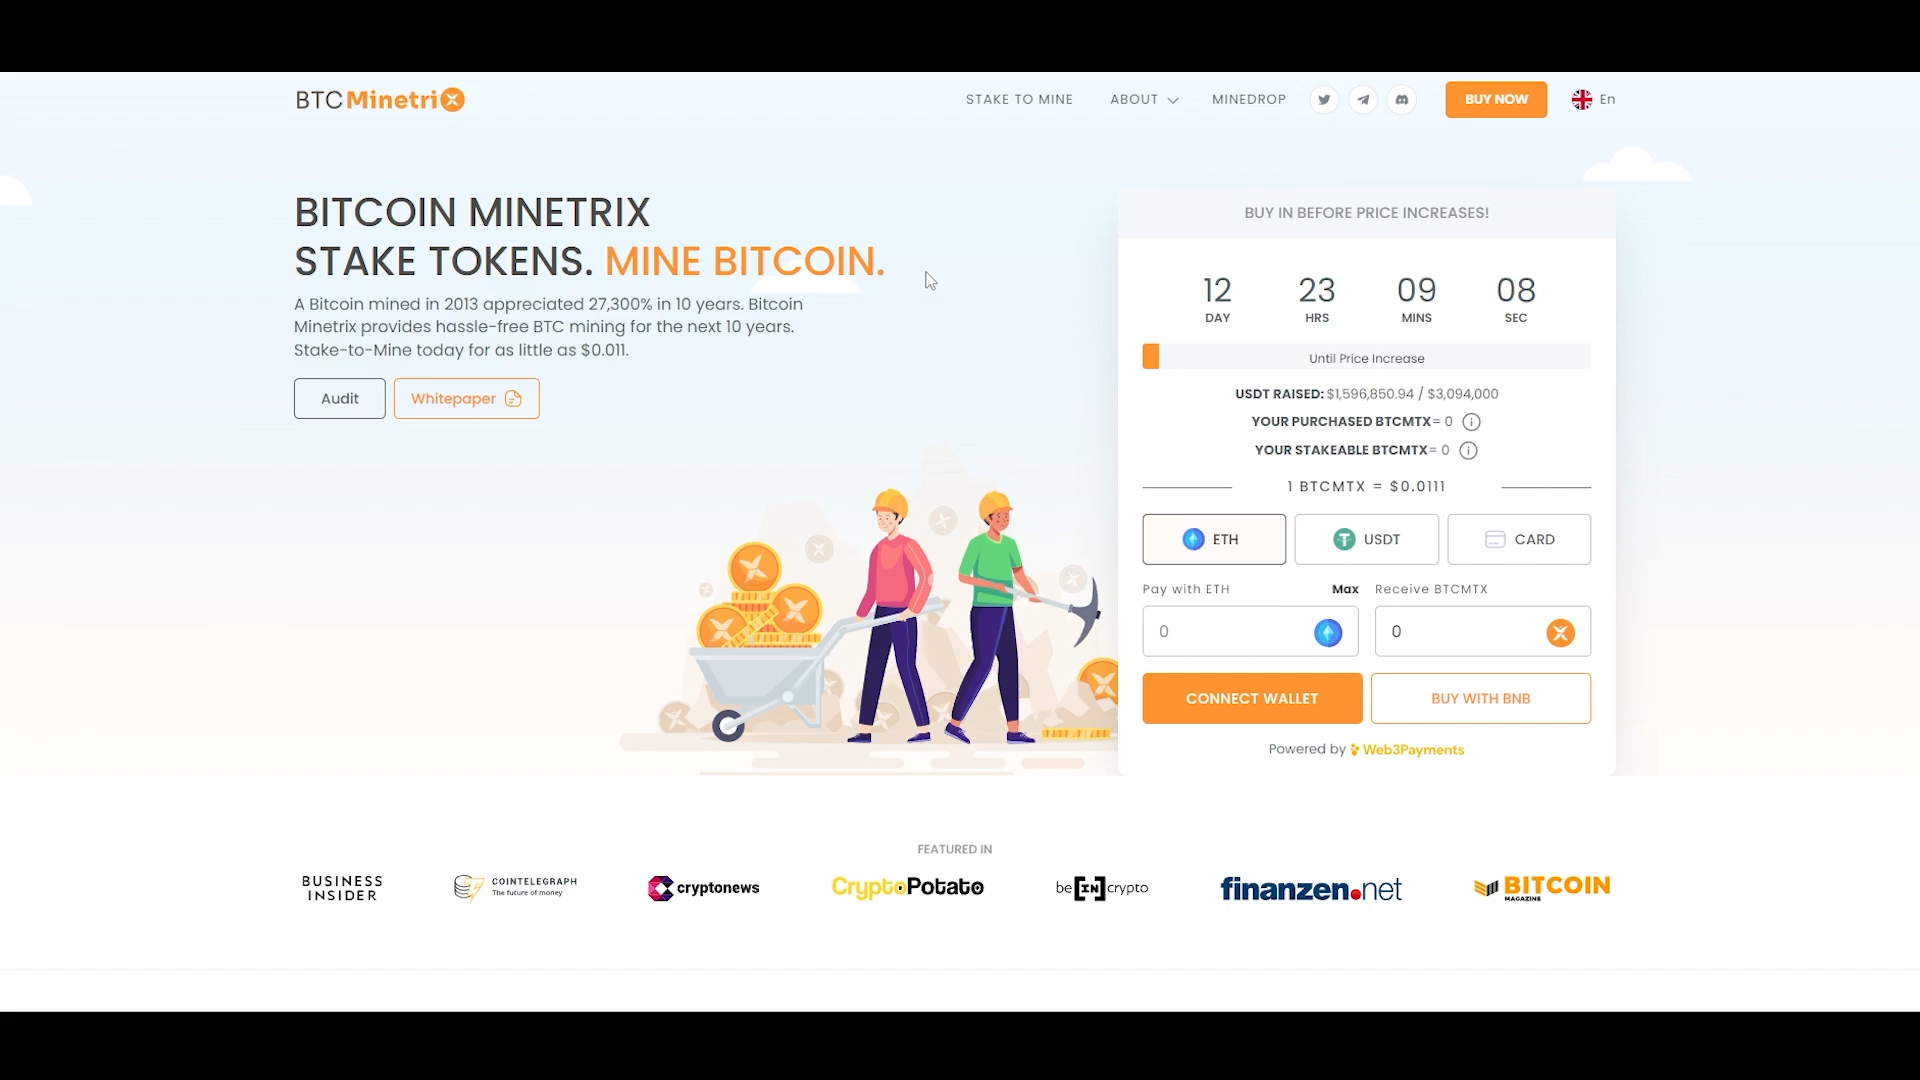 BTC Minetrix
STAKE TO MINE
ABOUT
MINEDROP
BUY NOW
En
BITCOIN MINETRIX
STAKE TOKENS. MINE BITCOIN.
A Bitcoin mined in 2013 appreciated 27,300% in 10 years. Bitcoin
Minetrix provides hassle-free BTC mining for the next 10 years.
Stake-to-Mine today for as little as $0.011.
Audit
Whitepaper
BUY IN BEFORE PRICE INCREASES!
12 23 09 08
DAY HRS MINS SEC
Until Price Increase
USDT RAISED: $1,596,850.94 / $3,094,000
YOUR PURCHASED BTCMTX= 0
YOUR STAKEABLE BTCMTX= 0
1 BTCMTX = $0.0111
ETH
USDT
CARD
Pay with ETH Max Receive BTCMTX
0 0
CONNECT WALLET
BUY WITH BNB
Powered by Web3Payments
FEATURED IN
BUSINESS
INSIDER
COINTELEGRAPH
The future of money
cryptonews
CryptoPotato
be[IN]crypto
finanzen.net
BITCOIN
MAGAZINE